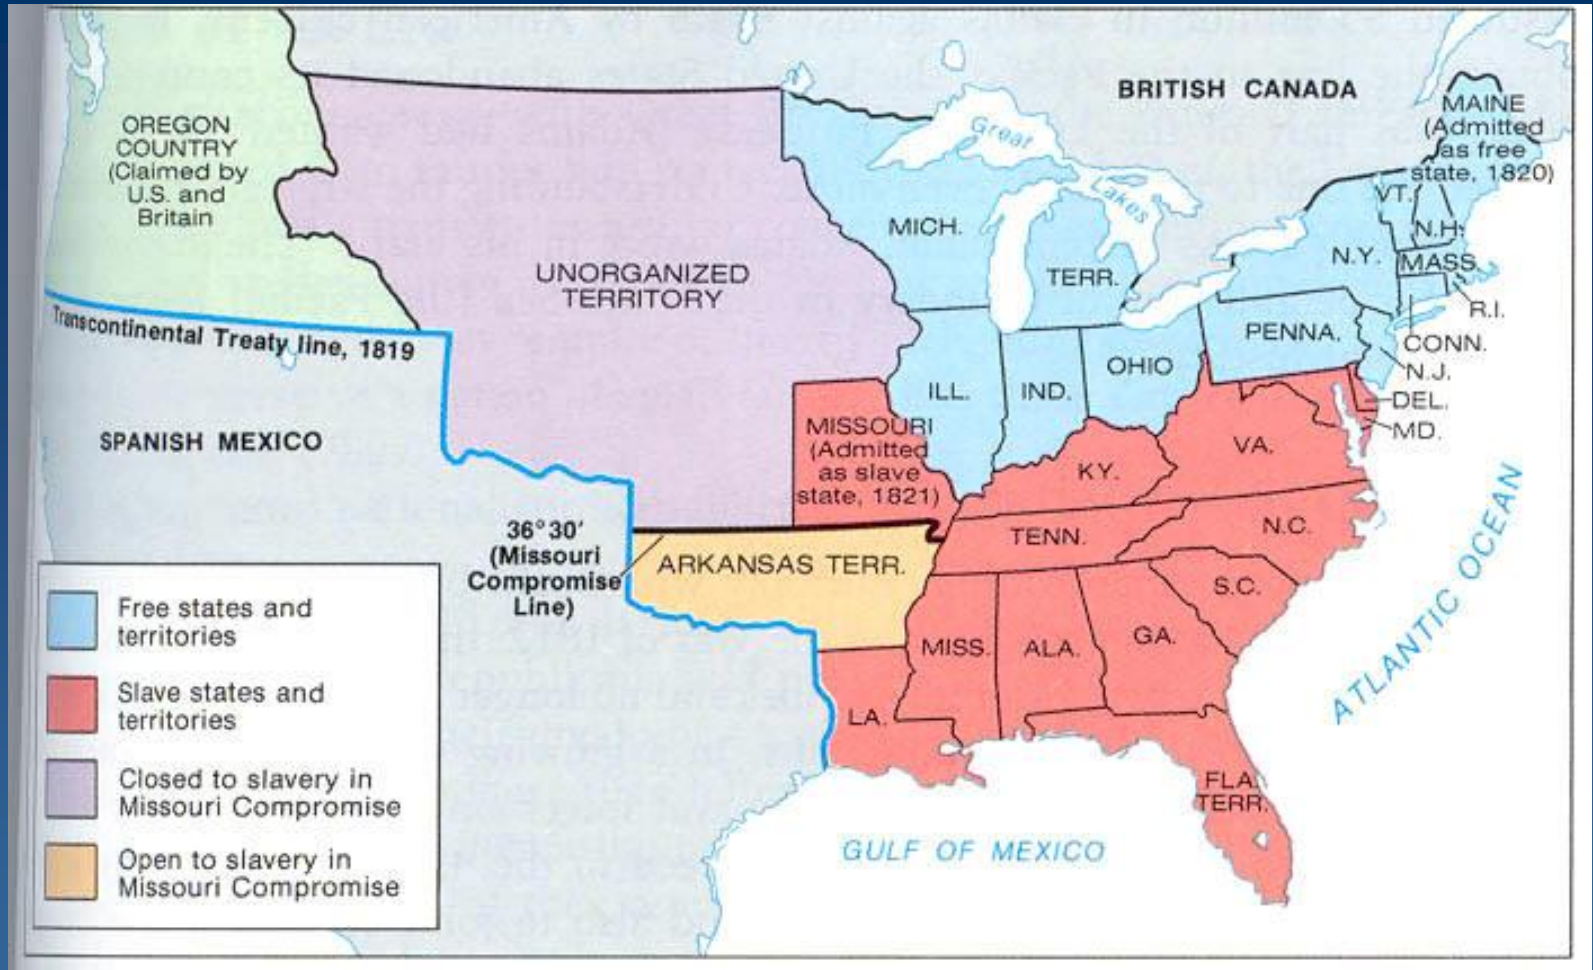 OREGON
COUNTRY
(Claimed by
U.S. and
Britain
BRITISH CANADA
MAINE
(Admitted
as free
state, 1820)
Great
Lakes
VT.
N.H.
MICH.
TERR.
N.Y.
MASS.
R.I.
CONN.
UNORGANIZED
TERRITORY
PENNA.
N.J.
OHIO
ILL.
IND.
DEL.
MD.
Transcontinental Treaty line, 1819
SPANISH MEXICO
MISSOURI
(Admitted
as slave
state, 1821)
VA.
KY.
36°30′
(Missouri
Compromise
Line)
ARKANSAS TERR.
TENN.
N.C.
S.C.
MISS.
ALA.
GA.
LA.
FLA.
TERR.
ATLANTIC OCEAN
GULF OF MEXICO
Free states and
territories
Slave states and
territories
Closed to slavery in
Missouri Compromise
Open to slavery in
Missouri Compromise